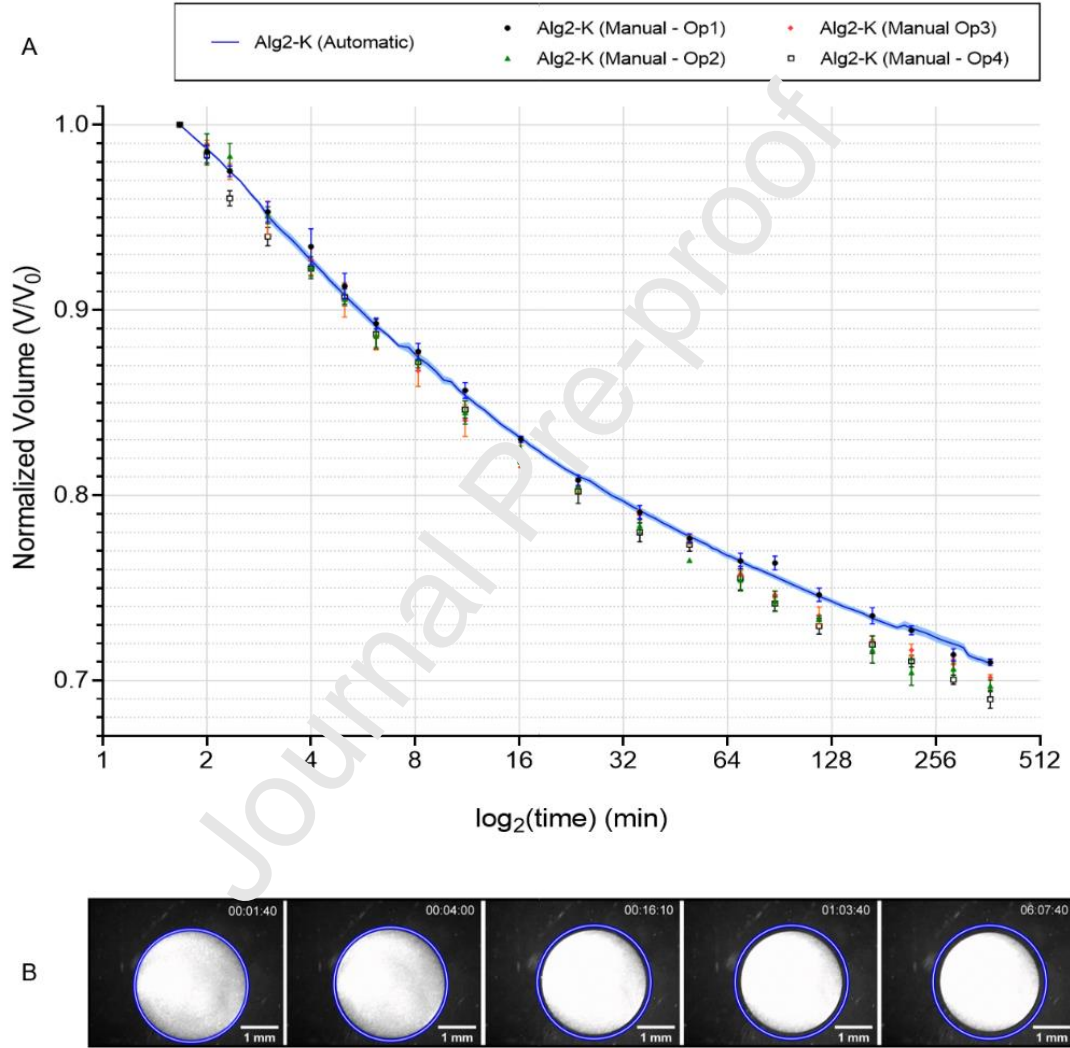 A
Alg2-K (Automatic)
Alg2-K (Manual - Op1)
Alg2-K (Manual - Op2)
Alg2-K (Manual Op3)
Alg2-K (Manual - Op4)
Normalized Volume (V/V0)
1.0
0.9
0.8
0.7
1 2 4 8 16 32 64 128 256 512
log2(time) (min)
Journal Pre-proof
B
00:01:40
1 mm
00:04:00
1 mm
00:16:10
1 mm
01:03:40
1 mm
06:07:40
1 mm